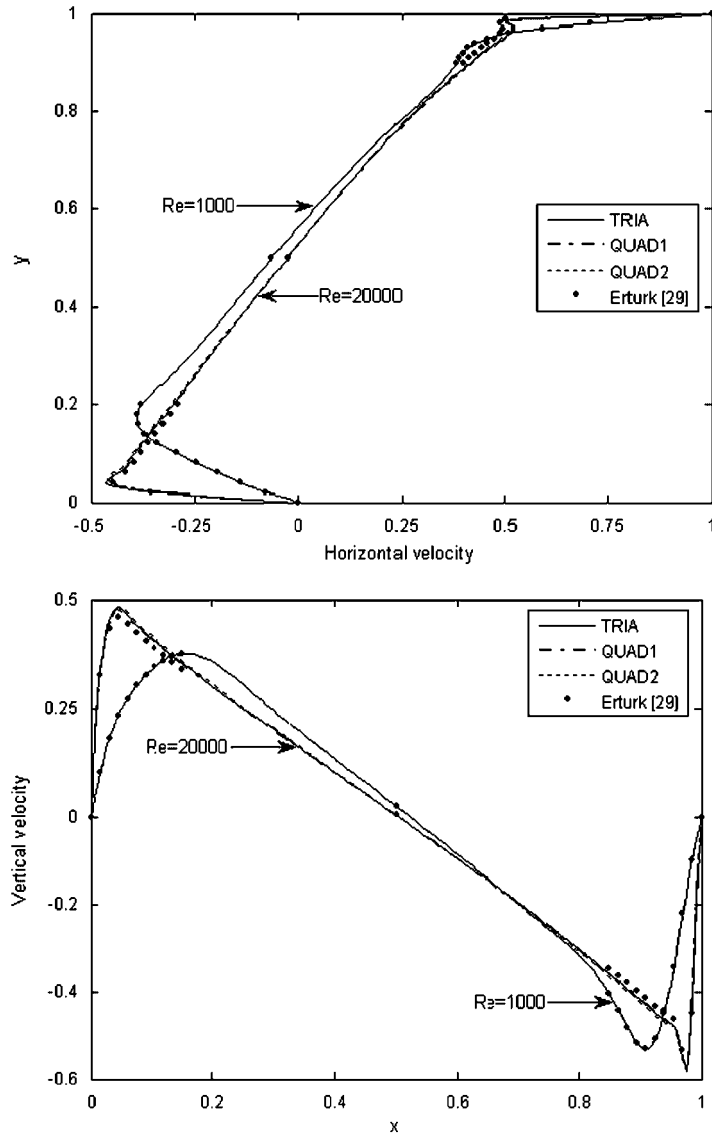 1
0.8
0.6
0.4
0.2
0
y
Re=1000
Re=20000
TRIA
QUAD1
QUAD2
Erturk [29]
-0.5 -0.25 0 0.25 0.5 0.75 1
Horizontal velocity
0.5
0.25
0
-0.2
-0.4
-0.6
Vertical velocity
TRIA
QUAD1
QUAD2
Erturk [29]
Re=20000
Re=1000
0 0.2 0.4 0.6 0.8 1
x